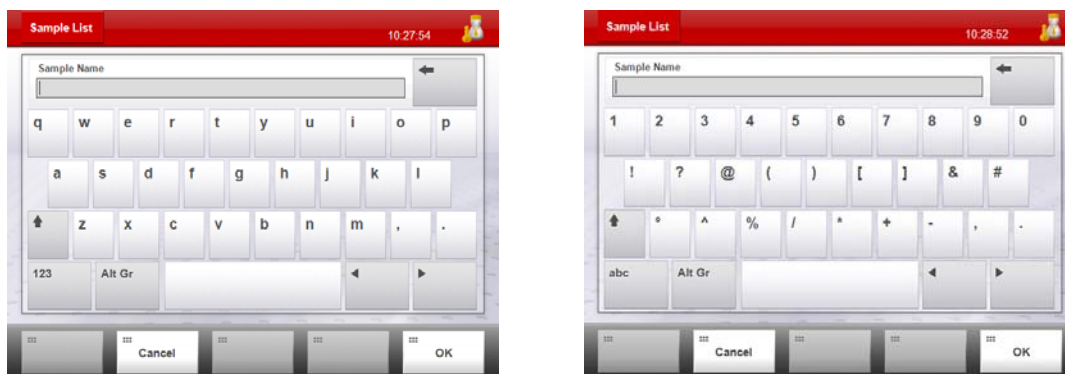 Sample List
10:27:54
Sample Name
q w e r t y u i o p
a s d f g h j k l
z x c v b n m , .
123 Alt Gr
Cancel OK
Sample List
10:28:52
Sample Name
1 2 3 4 5 6 7 8 9 0
! ? @ ( ) [ ] & #
° ^ % / * + - , .
abc Alt Gr
Cancel OK